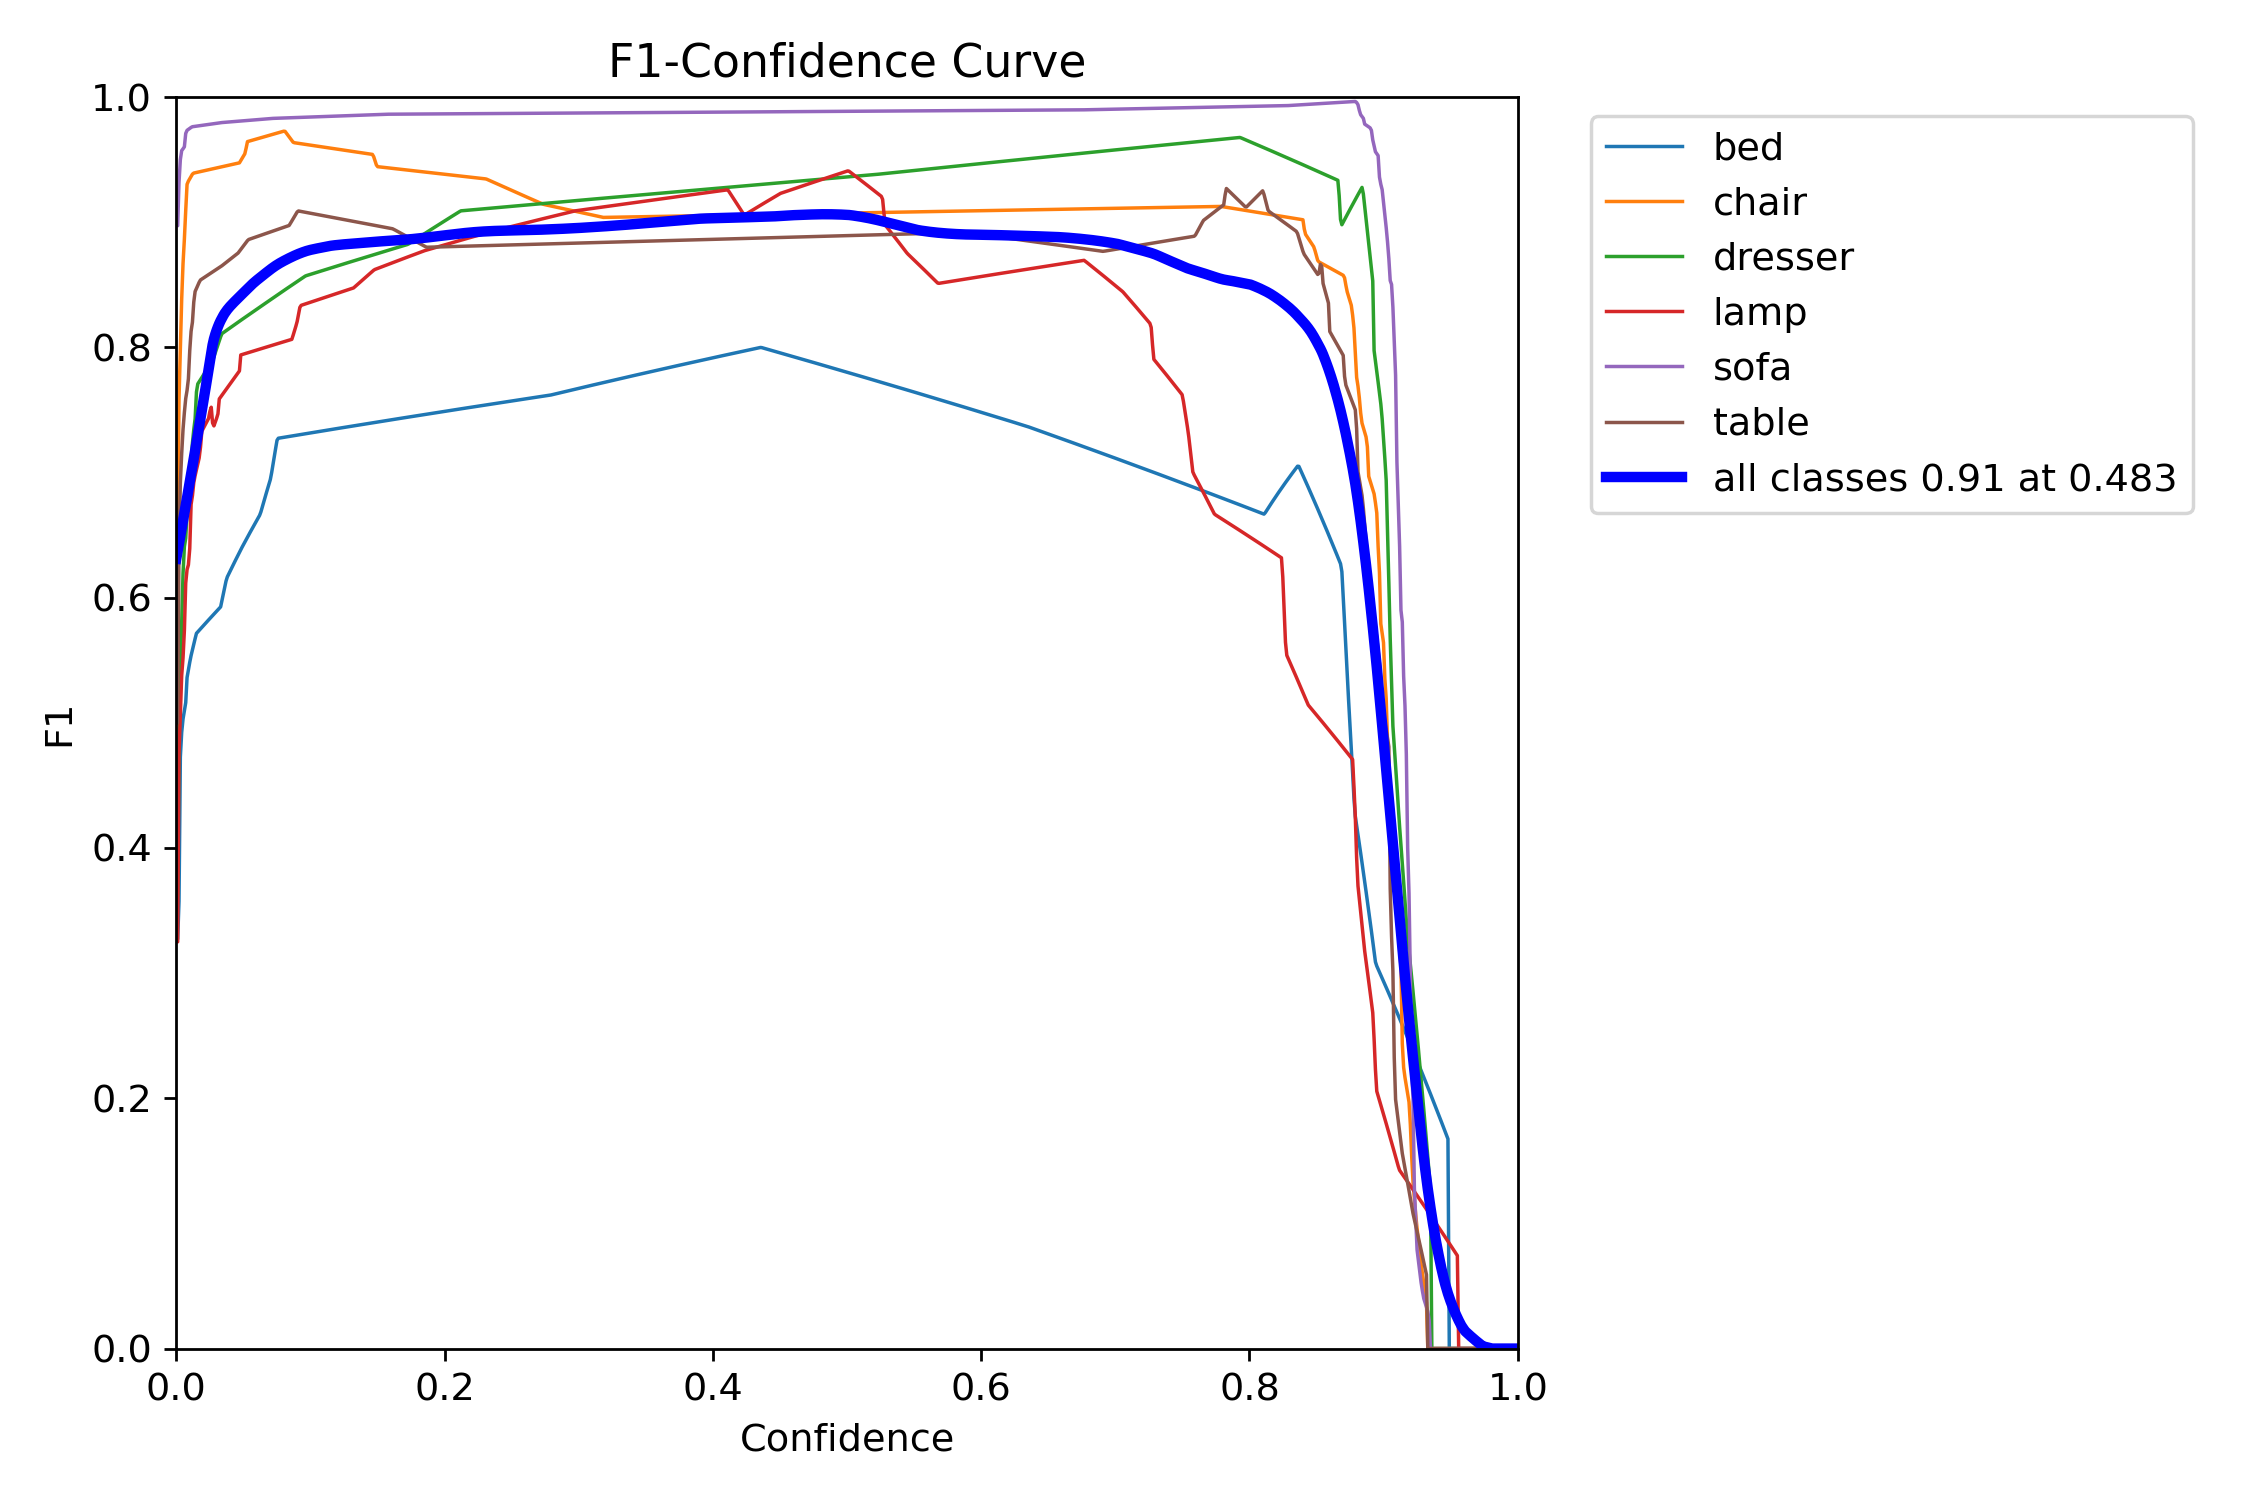 F1-Confidence Curve
1.0
0.8
0.6
0.4
0.2
0.0
F1
0.0 0.2 0.4 0.6 0.8 1.0
Confidence
bed
chair
dresser
lamp
sofa
table
all classes 0.91 at 0.483